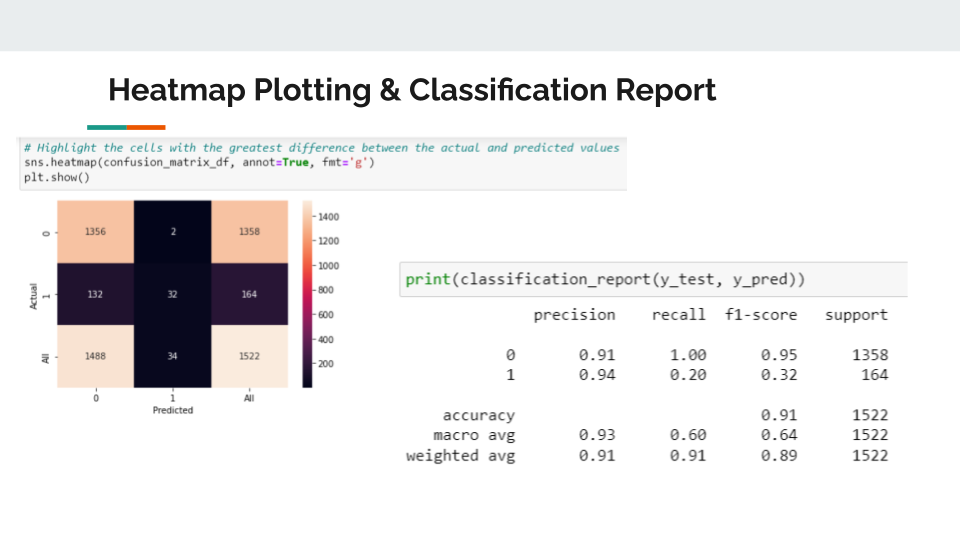 Heatmap Plotting & Classification Report
# Highlight the cells with the greatest difference between the actual and predicted values
sns.heatmap(confusion_matrix_df, annot=True, fmt='g')
plt.show()
1356 2 1358
132 32 164
1488 34 1522
0
1
All
Actual
0 1 All
Predicted
1400
1200
1000
800
600
400
200
print(classification_report(y_test, y_pred))
precision recall f1-score support
0 0.91 1.00 0.95 1358
1 0.94 0.20 0.32 164
accuracy 0.91 1522
macro avg 0.93 0.60 0.64 1522
weighted avg 0.91 0.91 0.89 1522